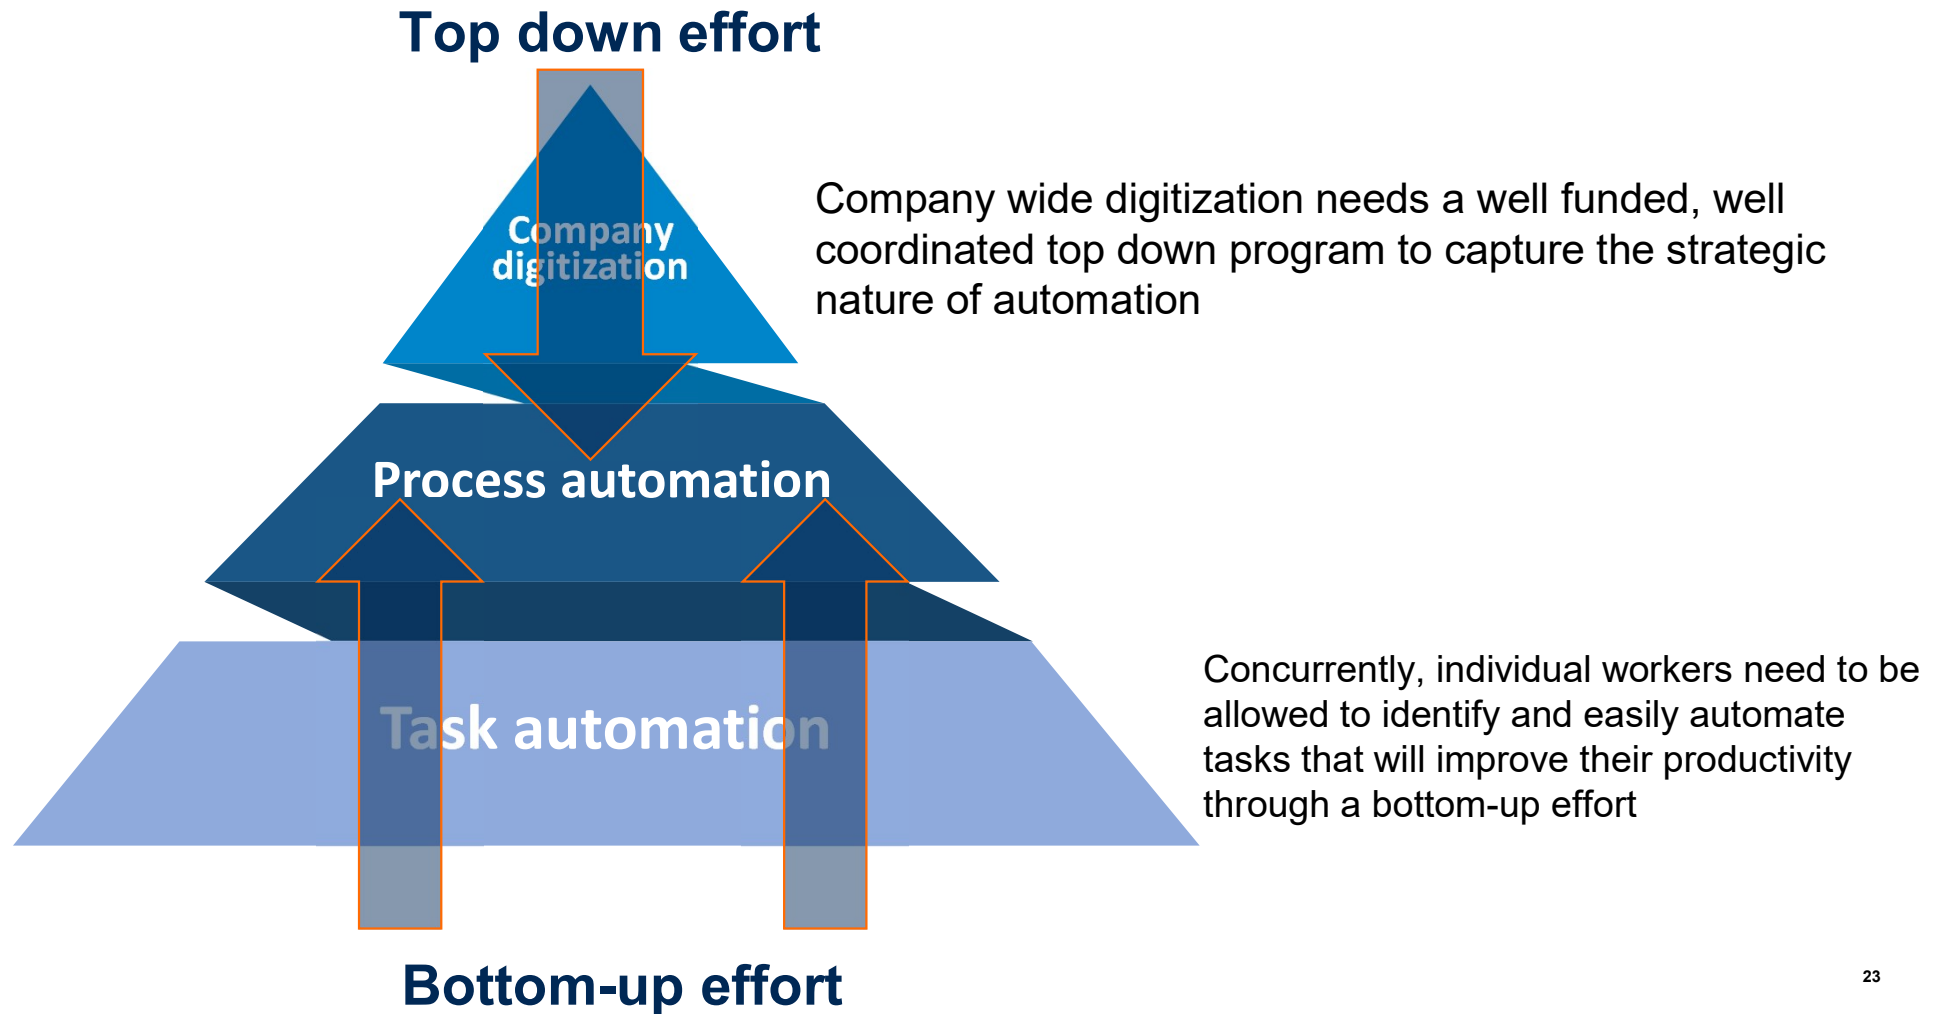 Top down effort
Company
digitization
Company wide digitization needs a well funded, well
coordinated top down program to capture the strategic
nature of automation
Process automation
Task automation
Concurrently, individual workers need to be
allowed to identify and easily automate
tasks that will improve their productivity
through a bottom-up effort
Bottom-up effort
23